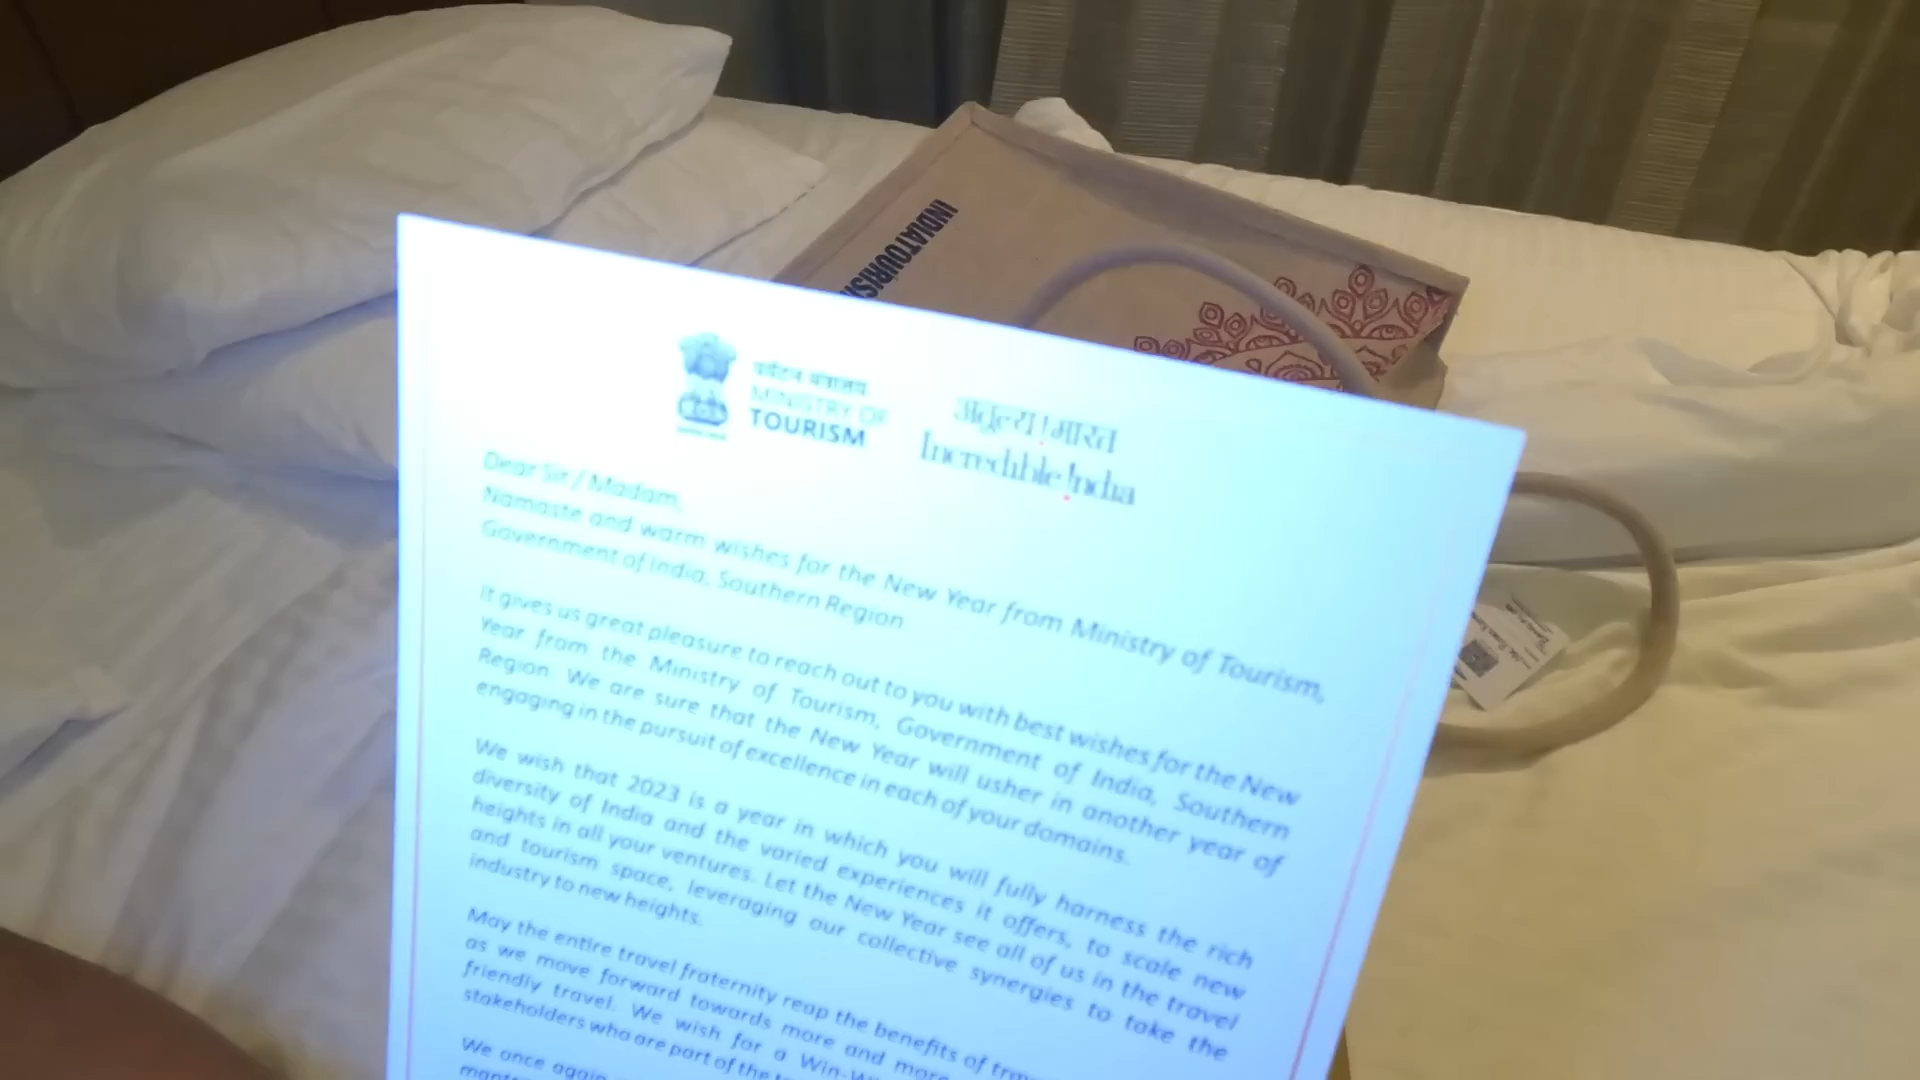 INDIATOURISM
पर्यटन मंत्रालय
MINISTRY OF
TOURISM
अतुल्य!भारत
Incredible!ndia
Dear Sir / Madam,
Namaste and warm wishes for the New Year from Ministry of Tourism,
Government of India, Southern Region
It gives us great pleasure to reach out to you with best wishes for the New
Year from the Ministry of Tourism, Government of India, Southern
Region. We are sure that the New Year will usher in another year of
engaging in the pursuit of excellence in each of your domains.
We wish that 2023 is a year in which you will fully harness the rich
diversity of India and the varied experiences it offers, to scale new
heights in all your ventures. Let the New Year see all of us in the travel
and tourism space, leveraging our collective synergies to take the
industry to new heights.
May the entire travel fraternity reap the benefits of
as we move forward towards more and more
friendly travel. We wish for a
stakeholders who are part of the
We once again